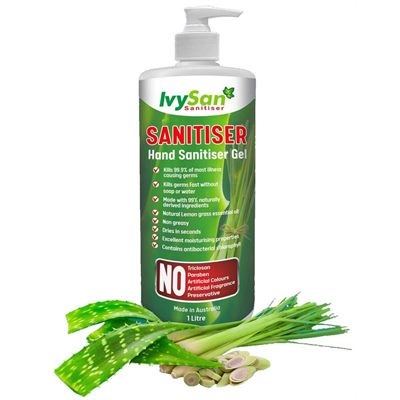 IvySan
Sanitiser
SANITISER
Hand Sanitiser Gel
Kills 99.9% of most illness
causing germs
Kills germs Fast without
soap or water
Made with 99% naturally
derived ingredients
Natural Lemon grass essential oil
Non greasy
Dries in seconds
Excellent moisturising properties
Contains antibacterial chlorophyll
NO
Triclosan
Paraben
Artificial Colours
Artificial Fragrance
Preservative
Made in Australia
1 Litre